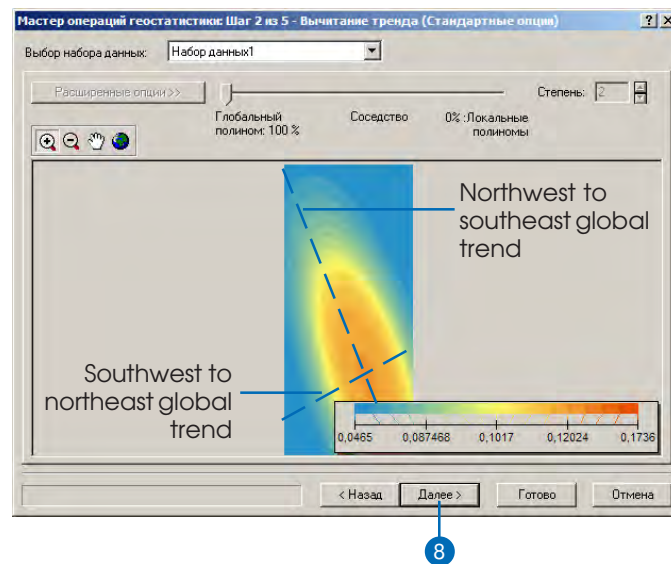 Мастер операций геостатистики: Шаг 2 из 5 - Вычитание тренда (Стандартные опции)
Выбор набора данных: Набор данных1
Расширенные опции >>
Степень: 2
Глобальный полином: 100 %
Соседство
0% :Локальные полиномы
Northwest to
southeast global
trend
Southwest to
northeast global
trend
0,0465 0,087468 0,1017 0,12024 0,1736
< Назад Далее > Готово Отмена
8